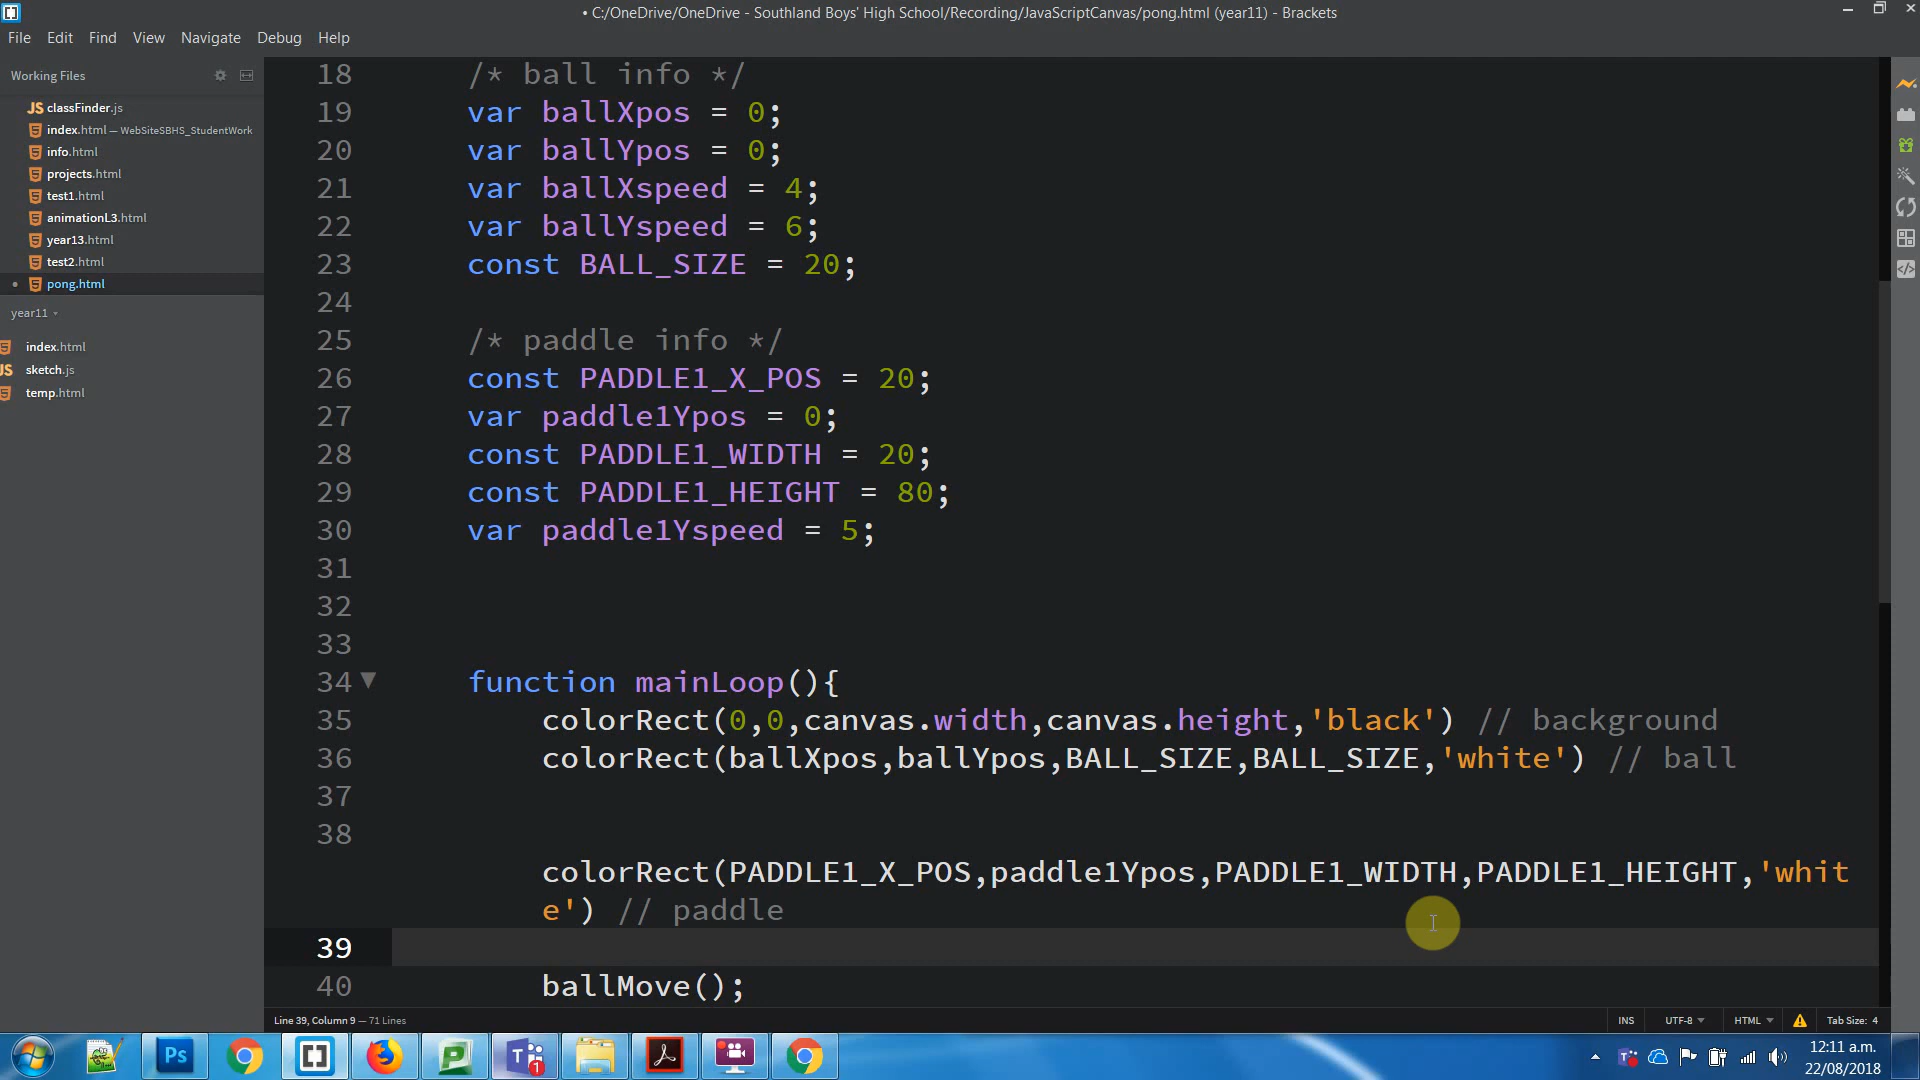 • C:/OneDrive/OneDrive - Southland Boys' High School/Recording/JavaScriptCanvas/pong.html (year11) - Brackets
File Edit Find View Navigate Debug Help
Working Files
JS classFinder.js
index.html — WebSiteSBHS_StudentWork
info.html
projects.html
test1.html
animationL3.html
year13.html
test2.html
• pong.html
year11
index.html
JS sketch.js
temp.html
18 /* ball info */
19 var ballXpos = 0;
20 var ballYpos = 0;
21 var ballXspeed = 4;
22 var ballYspeed = 6;
23 const BALL_SIZE = 20;
24
25 /* paddle info */
26 const PADDLE1_X_POS = 20;
27 var paddle1Ypos = 0;
28 const PADDLE1_WIDTH = 20;
29 const PADDLE1_HEIGHT = 80;
30 var paddle1Yspeed = 5;
31
32
33
34 function mainLoop(){
35 colorRect(0,0,canvas.width,canvas.height,'black') // background
36 colorRect(ballXpos,ballYpos,BALL_SIZE,BALL_SIZE,'white') // ball
37
38
colorRect(PADDLE1_X_POS,paddle1Ypos,PADDLE1_WIDTH,PADDLE1_HEIGHT,'whit
e') // paddle
39
40 ballMove();
Line 39, Column 9 — 71 Lines
INS UTF-8 HTML Tab Size: 4
Ps
12:11 a.m.
22/08/2018